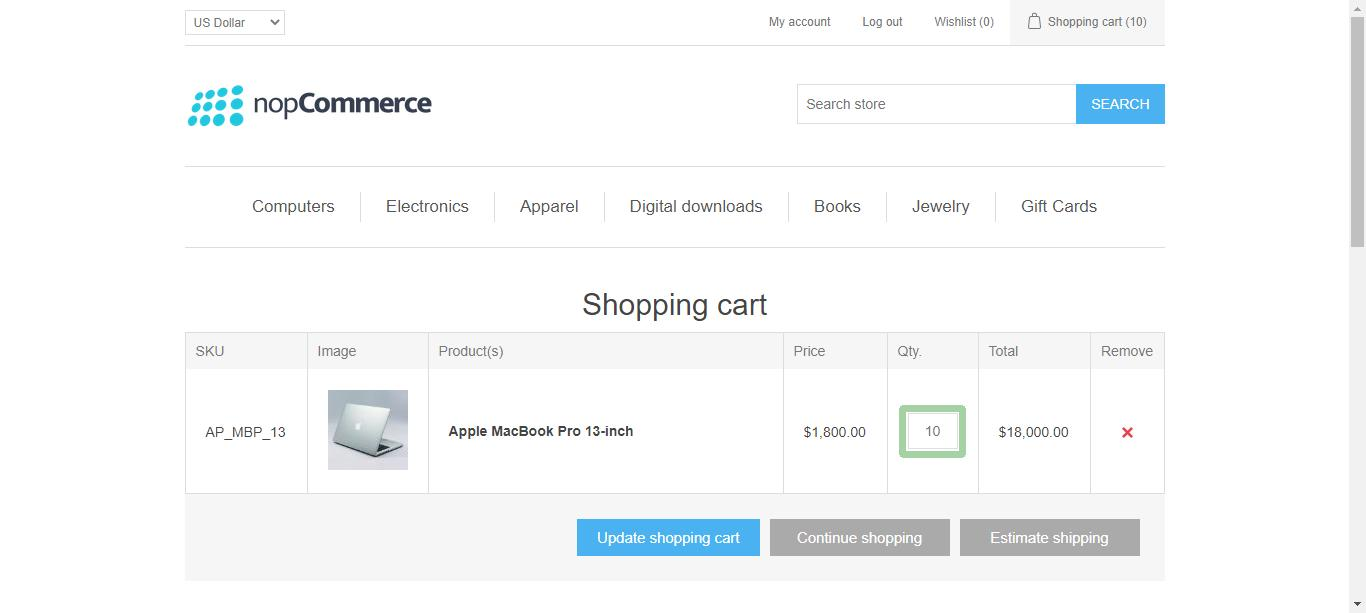 US Dollar My account Log out Wishlist (0) Shopping cart (10)
nopCommerce Search store SEARCH
Computers Electronics Apparel Digital downloads Books Jewelry Gift Cards
Shopping cart
SKU Image Product(s) Price Qty. Total Remove
AP_MBP_13 Apple MacBook Pro 13-inch $1,800.00 10 $18,000.00
Update shopping cart Continue shopping Estimate shipping